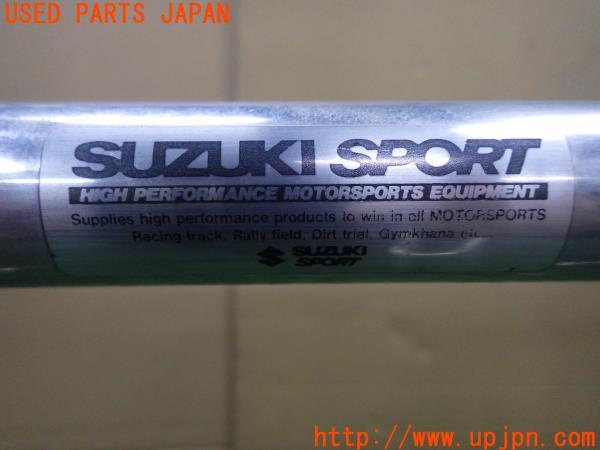 USED PARTS JAPAN
SUZUKI SPORT
HIGH PERFORMANCE MOTORSPORTS EQUIPMENT
Supplies high performance products to win in all MOTORSPORTS
Racing track, Rally field, Dirt trial, Gymkhana etc...
SUZUKI
SPORT
http://www.upjpn.com/